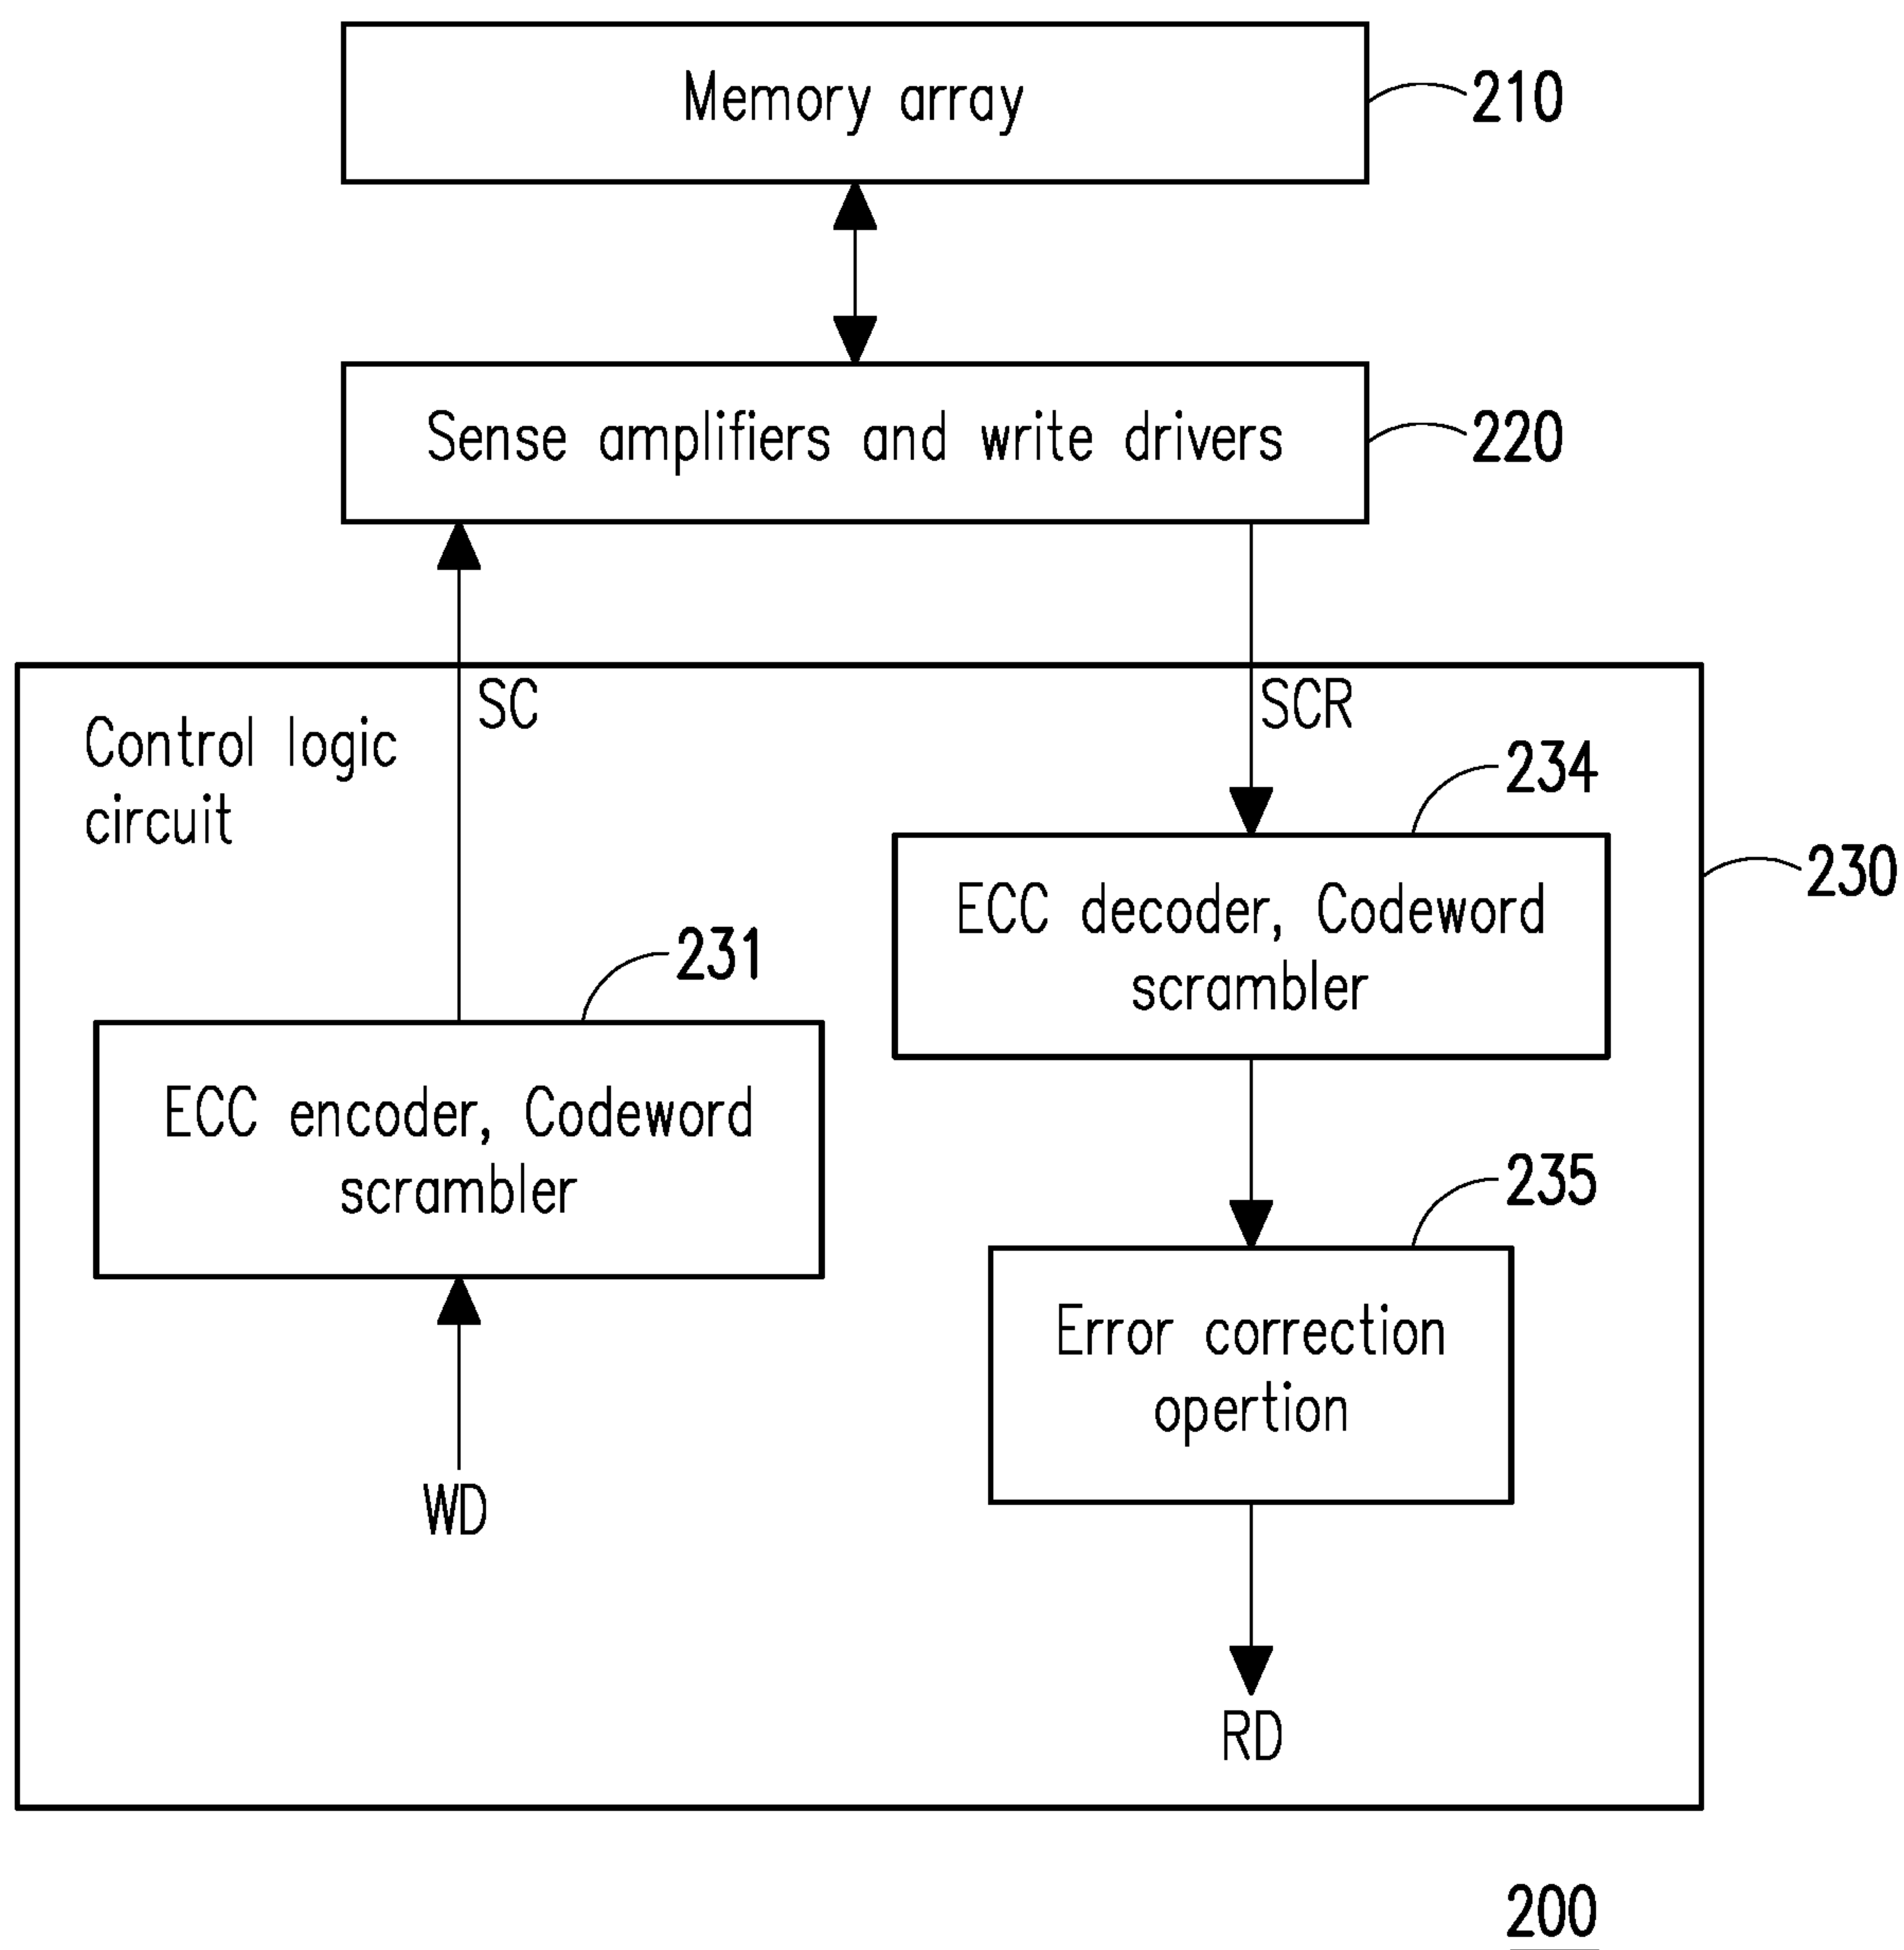 Memory array
210
Sense amplifiers and write drivers
220
SC
SCR
Control logic
circuit
234
230
ECC decoder, Codeword
scrambler
231
ECC encoder, Codeword
scrambler
235
Error correction
opertion
WD
RD
200